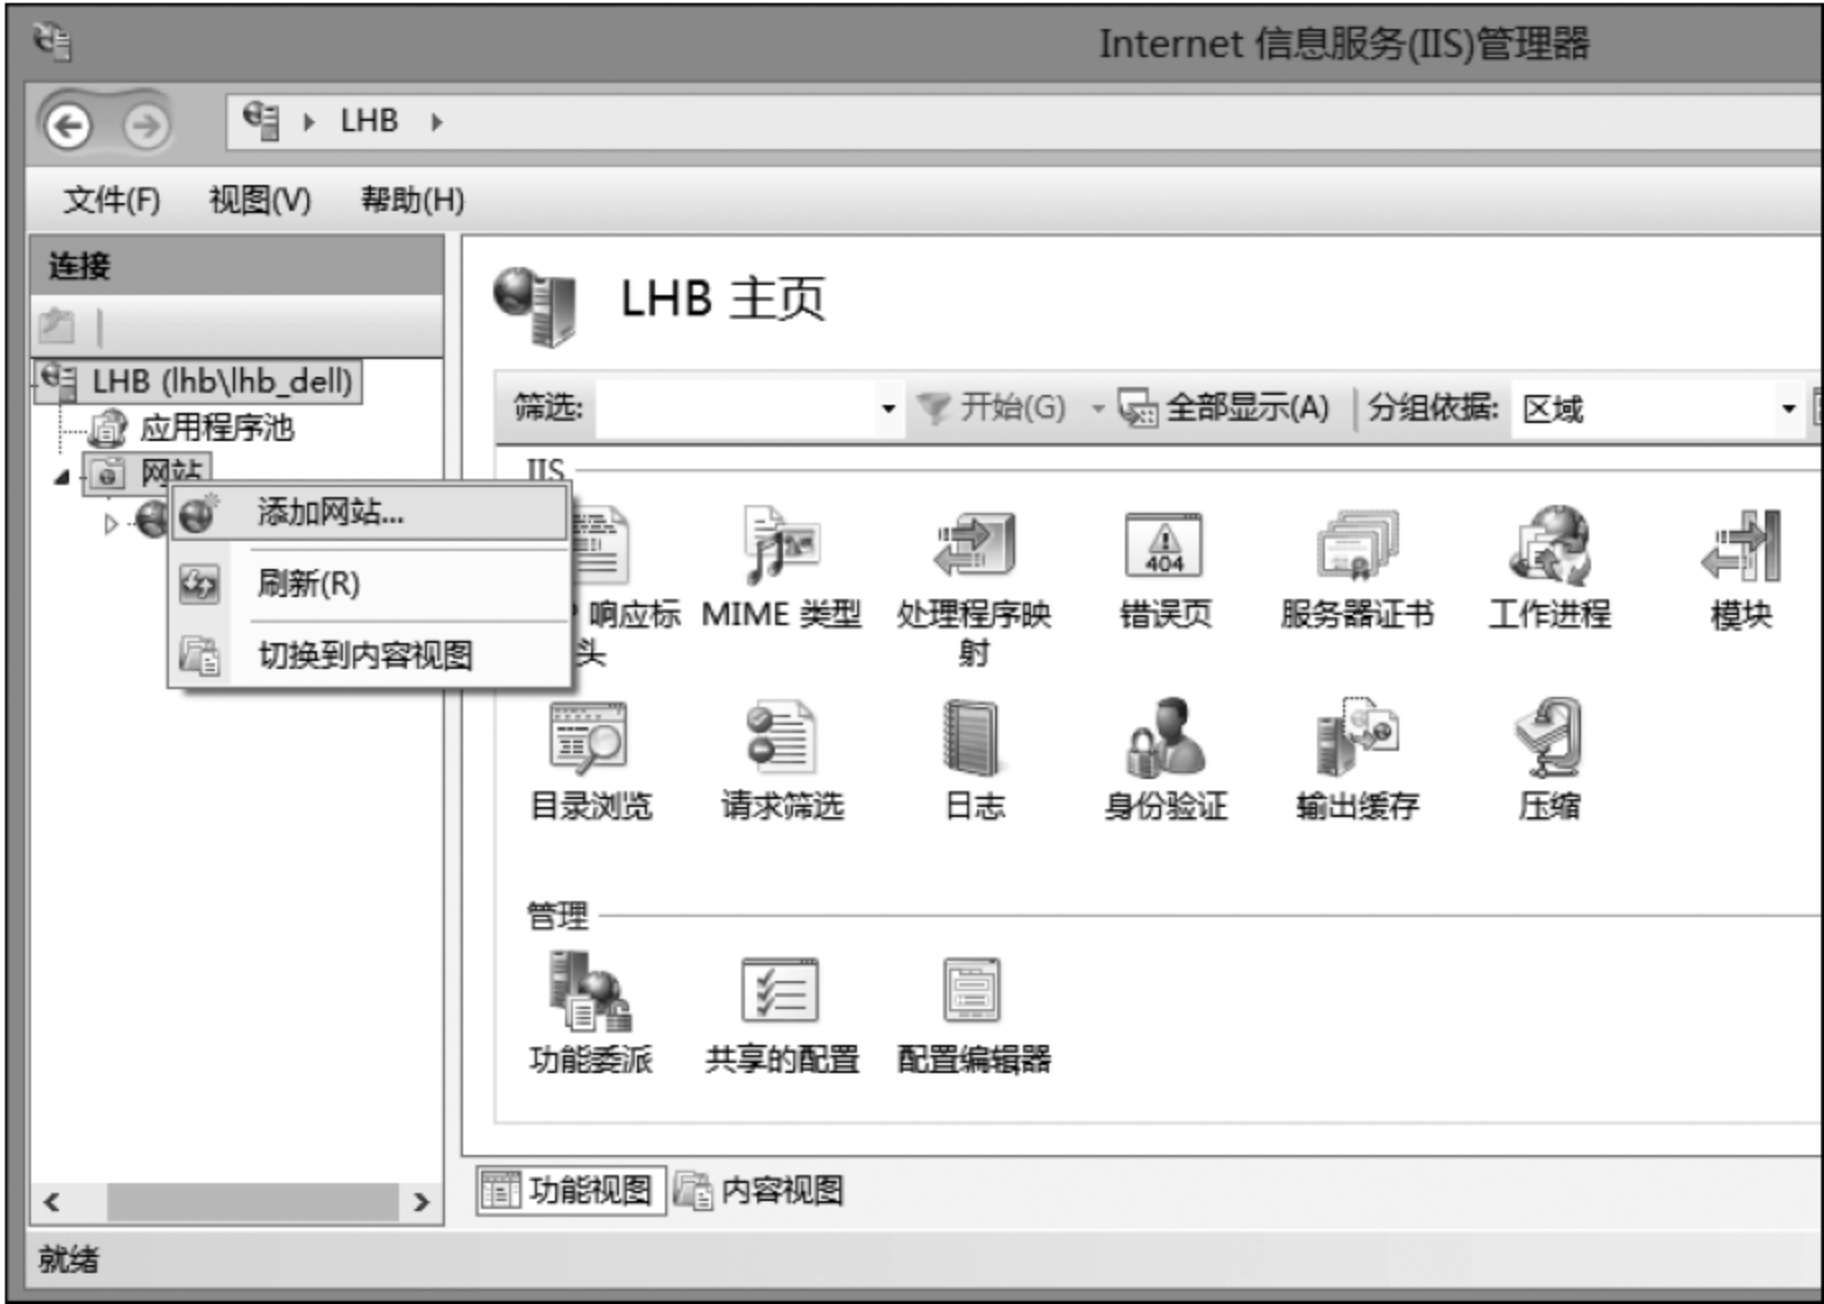 Internet 信息服务(IIS)管理器
LHB
文件(F) 视图(V) 帮助(H)
连接
LHB (lhb\lhb_dell)
应用程序池
网站
添加网站...
刷新(R)
切换到内容视图
LHB 主页
筛选: 开始(G) 全部显示(A) 分组依据: 区域
IIS
响应标头 MIME 类型 处理程序映射 错误页 服务器证书 工作进程 模块
404
目录浏览 请求筛选 日志 身份验证 输出缓存 压缩
管理
功能委派 共享的配置 配置编辑器
功能视图 内容视图
就绪